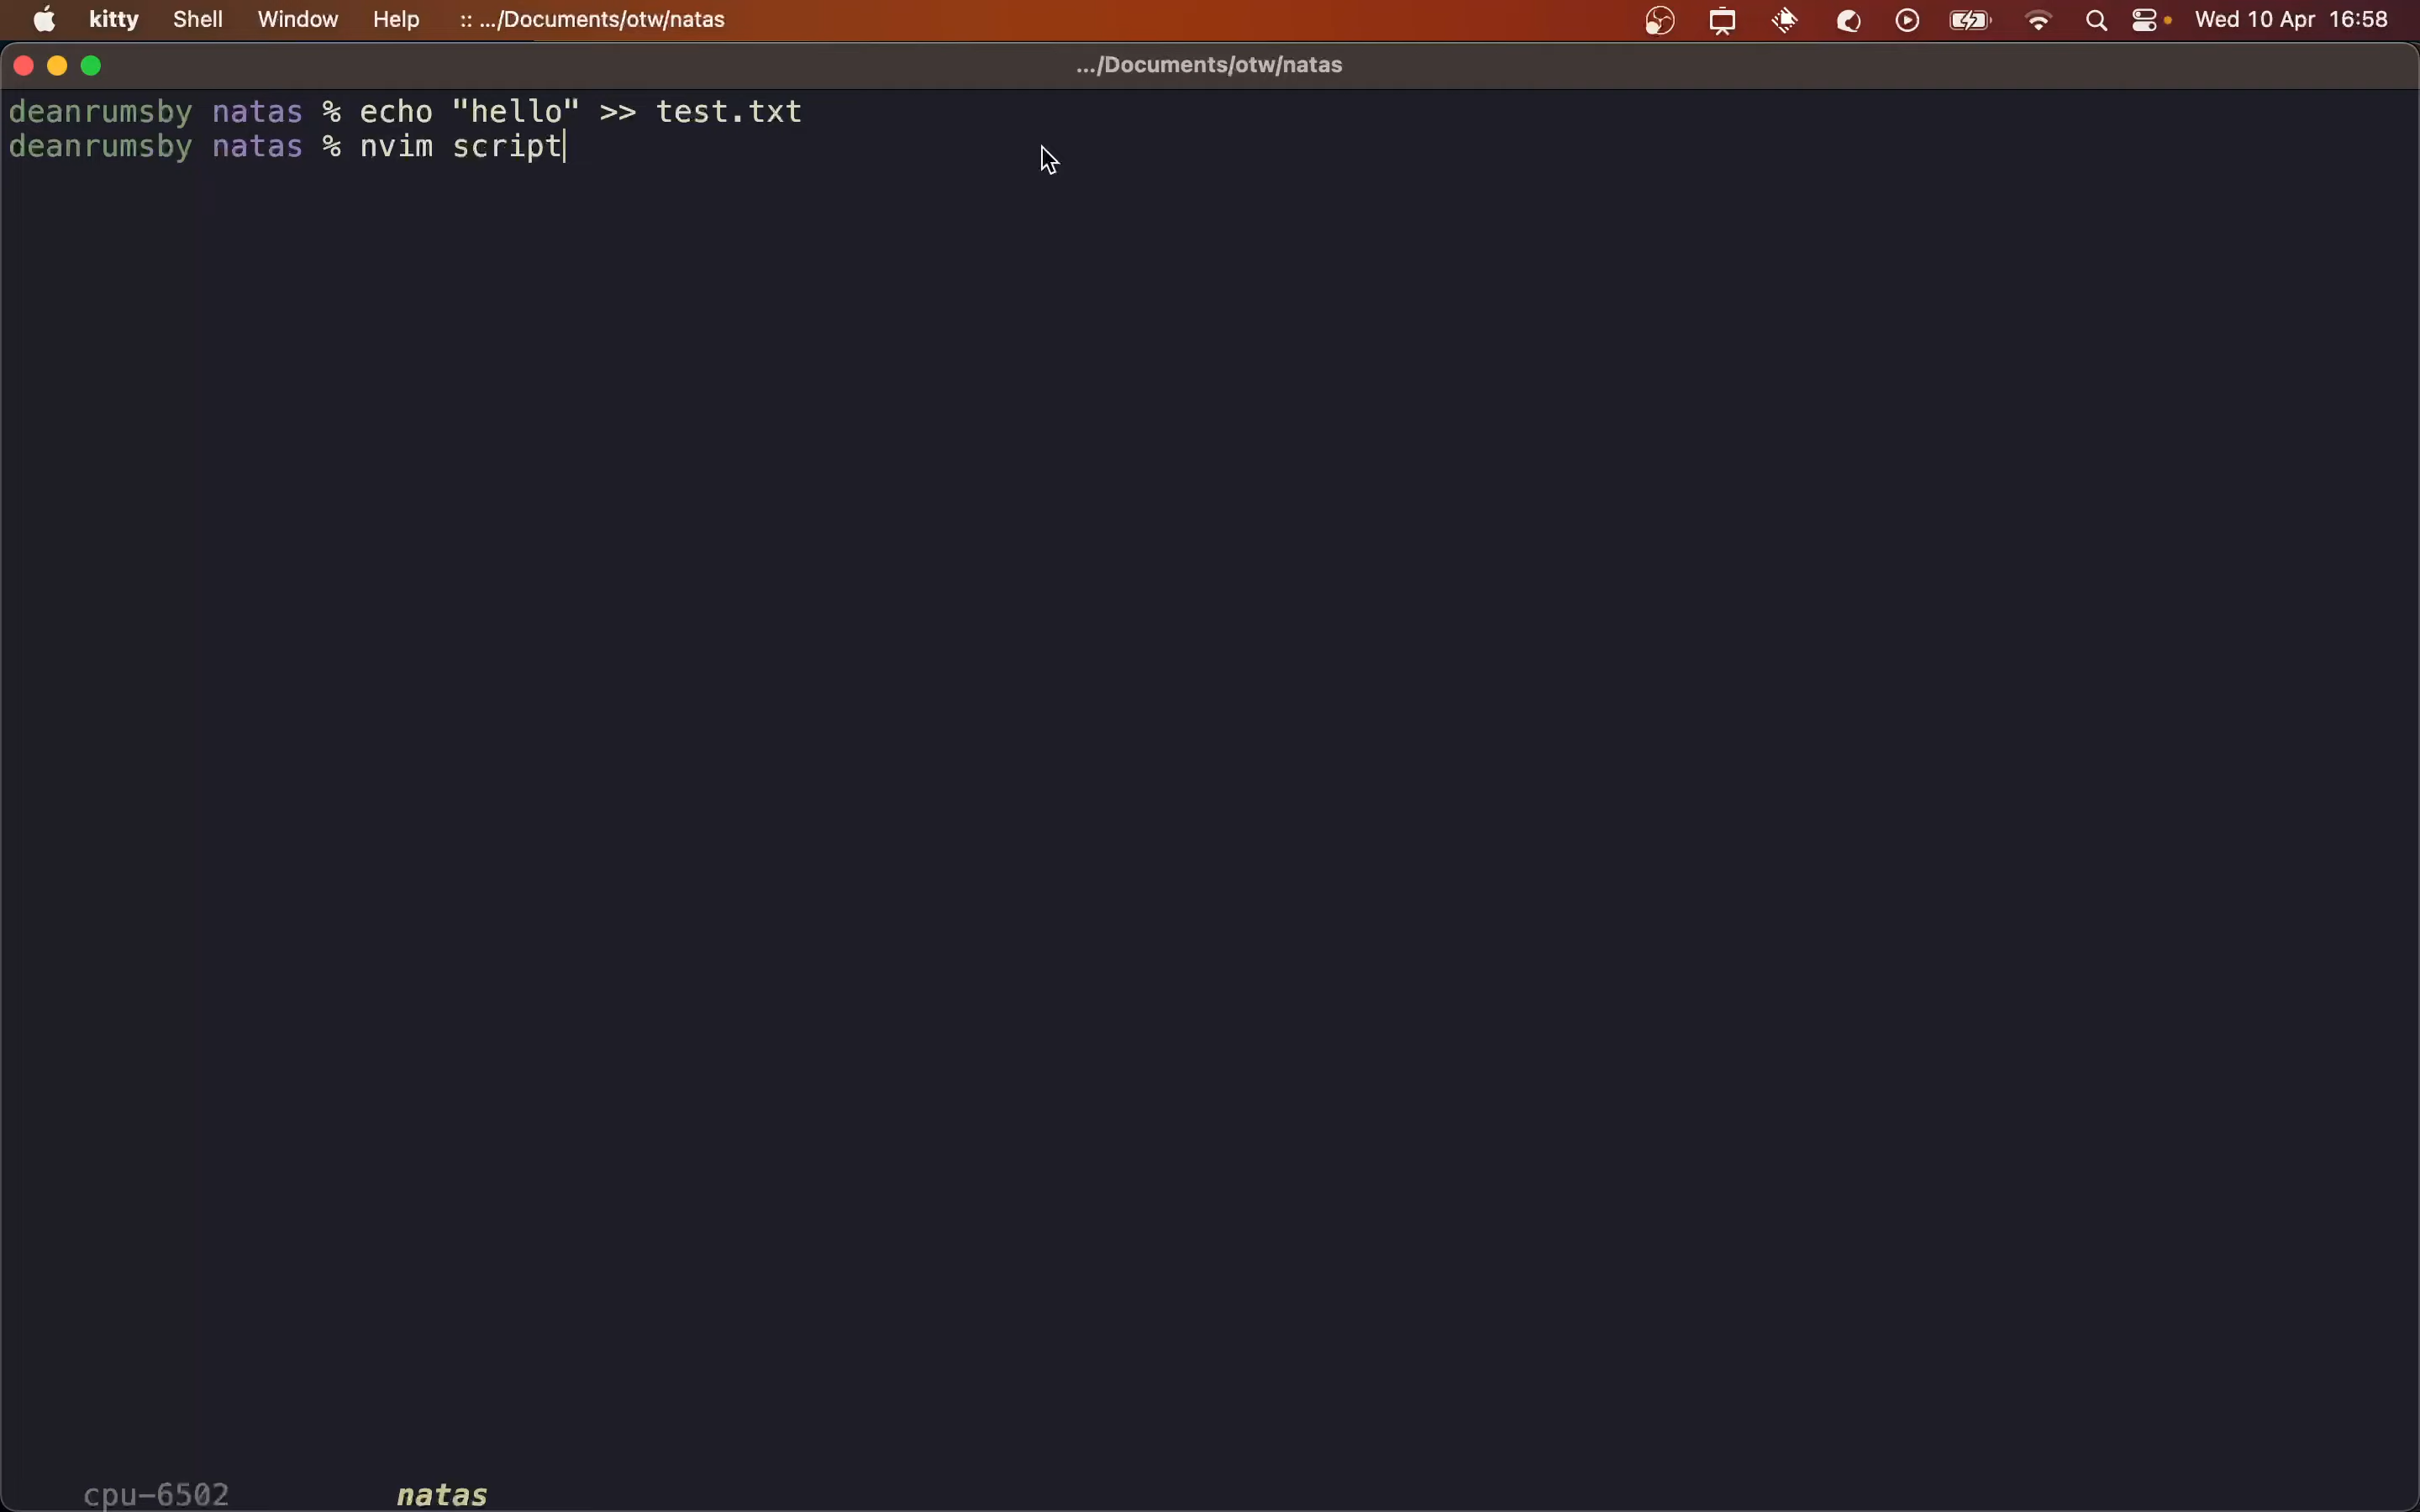 kitty Shell Window Help :: .../Documents/otw/natas Wed 10 Apr 16:58
.../Documents/otw/natas
deanrumsby natas % echo "hello" >> test.txt
deanrumsby natas % nvim script
cpu-6502 natas